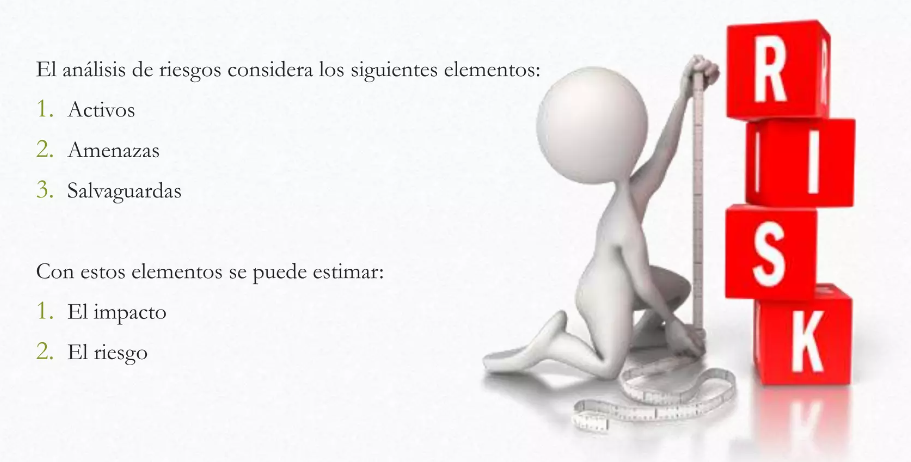 El análisis de riesgos considera los siguientes elementos:
1. Activos
2. Amenazas
3. Salvaguardas
Con estos elementos se puede estimar:
1. El impacto
2. El riesgo
R
I
S
K